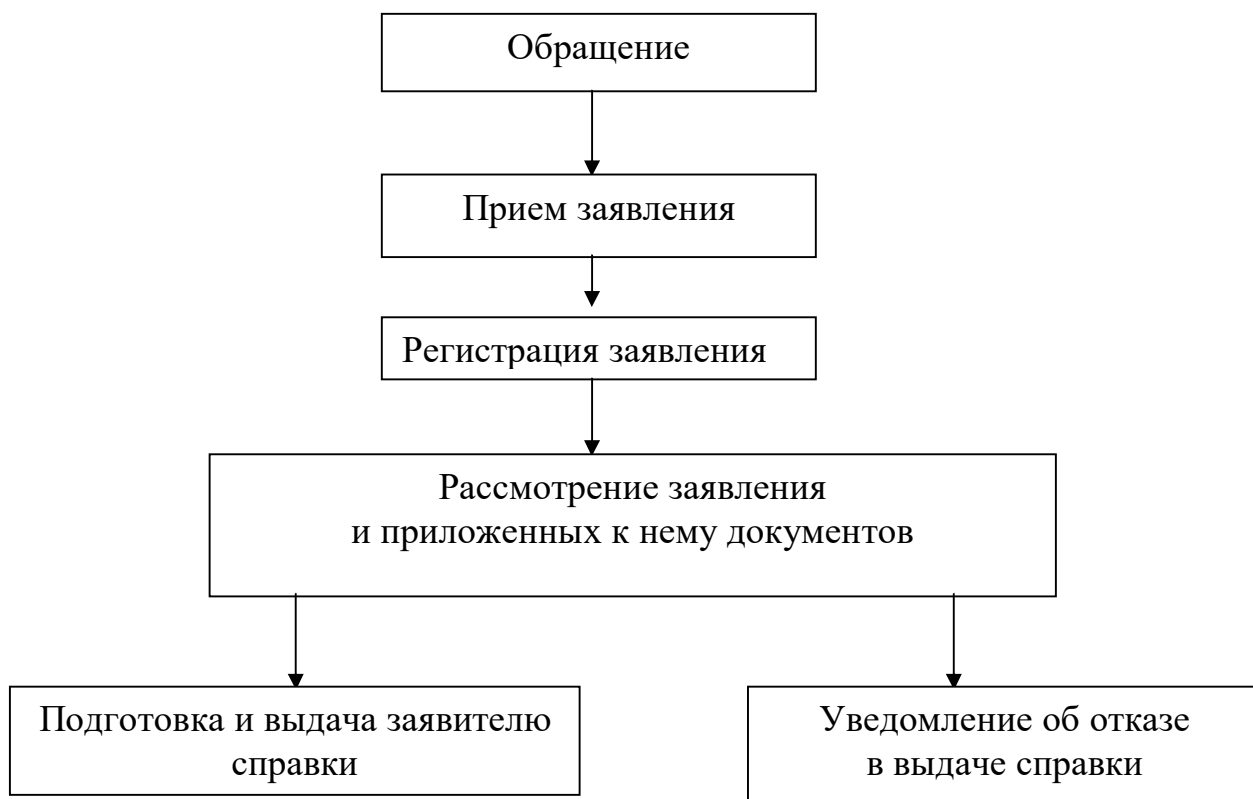 Обращение
Прием заявления
Регистрация заявления
Рассмотрение заявления
и приложенных к нему документов
Подготовка и выдача заявителю
справки
Уведомление об отказе
в выдаче справки